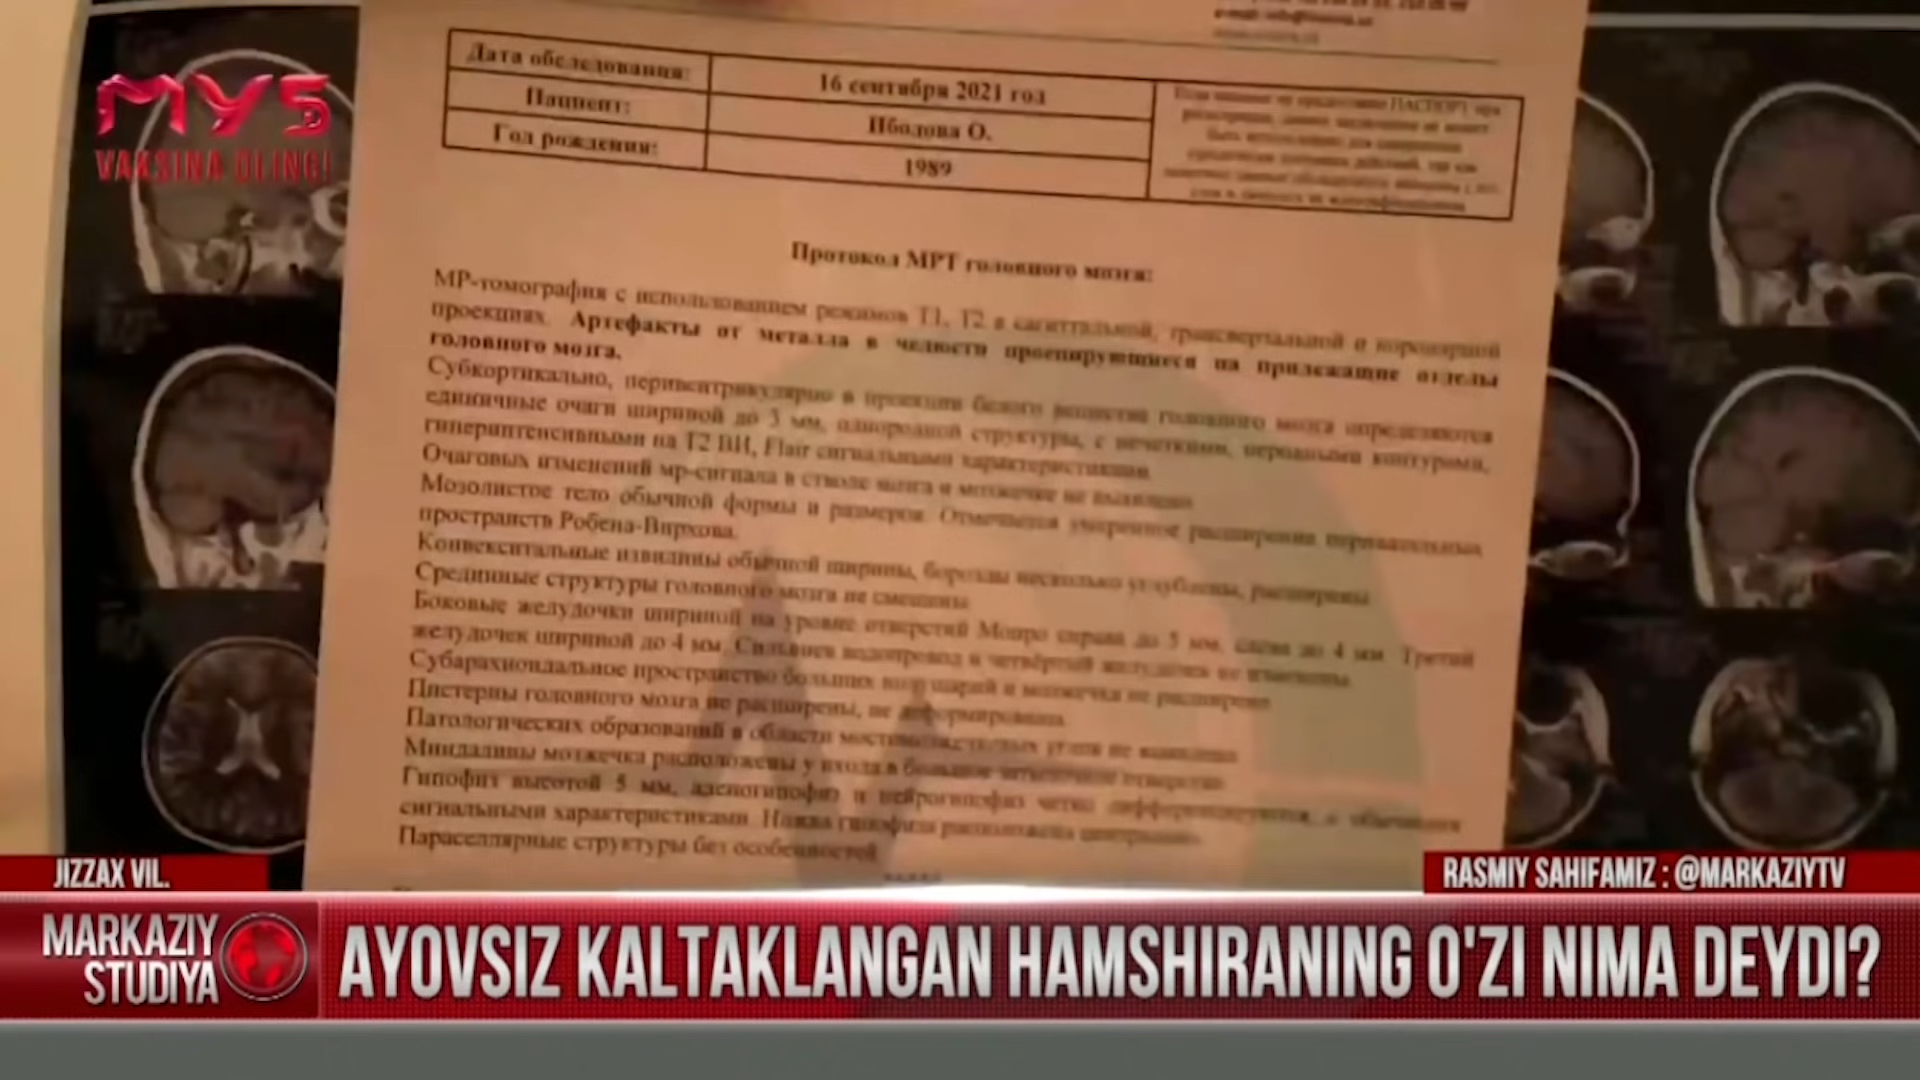 MY5
VAKSINA OLING!
Дата обследования:
16 сентября 2021 год
Пациент:
Ибодова О.
Год рождения:
1989
Протокол МРТ головного мозга:
МР-томография с использованием режимов Т1, Т2 в сагиттальной, трансверзальной и корональной
проекциях. Артефакты от металла в челюсти проецирующиеся на прилежащие отделы
головного мозга.
Субкортикально, перивентрикулярно в проекции белого вещества головного мозга определяются
единичные очаги шириной до 3 мм, однородной структуры, с нечеткими, неровными контурами,
гиперинтенсивными на Т2 ВИ, Flair сигнальными характеристиками.
Очаговых изменений мр-сигнала в стволе мозга и мозжечке не выявлено.
Мозолистое тело обычной формы и размеров. Отмечается умеренное расширение периваскулярных
пространств Робена-Вирхова.
Конвекситальные извилины обычной ширины, борозды несколько углублены, расширены.
Срединные структуры головного мозга не смещены.
Боковые желудочки шириной на уровне отверстий Монро справа до 5 мм, слева до 4 мм. Третий
желудочек шириной до 4 мм. Сильвиев водопровод и четвёртый желудочек не изменены.
Субарахноидальное пространство больших полушарий и мозжечка не расширено.
Цистерны головного мозга не расширены, не деформированы.
Патологических образований в области мостомозжечковых углов не выявлено.
Миндалины мозжечка расположены у входа в большое затылочное отверстие.
Гипофиз высотой 5 мм, аденогипофиз и нейрогипофиз четко дифференцируются, с обычными
сигнальными характеристиками. Ножка гипофиза расположена центрально.
Параселлярные структуры без особенностей.
JIZZAX VIL.
RASMIY SAHIFAMIZ : @MARKAZIYTV
MARKAZIY
STUDIYA
AYOVSIZ KALTAKLANGAN HAMSHIRANING O'ZI NIMA DEYDI?